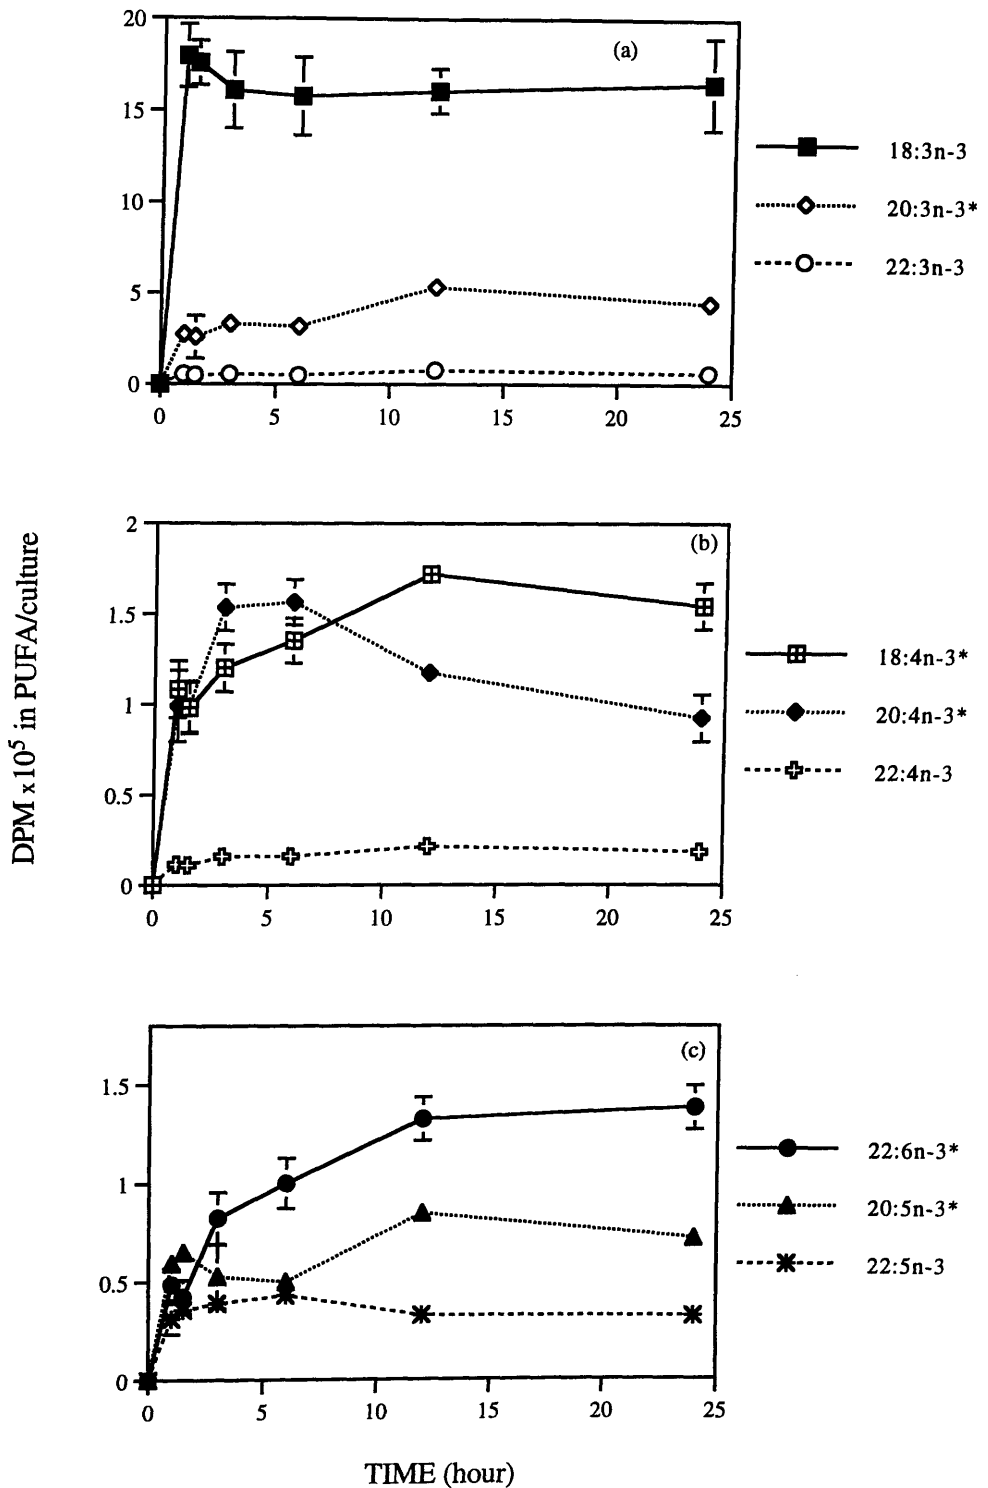 20
(a)
15
18:3n-3
10
20:3n-3*
22:3n-3
5
0
0 5 10 15 20 25
2
(b)
1.5
18:4n-3*
1
20:4n-3*
22:4n-3
0.5
0
0 5 10 15 20 25
DPM x10⁵ in PUFA/culture
(c)
1.5
22:6n-3*
1
20:5n-3*
22:5n-3
0.5
0
0 5 10 15 20 25
TIME (hour)